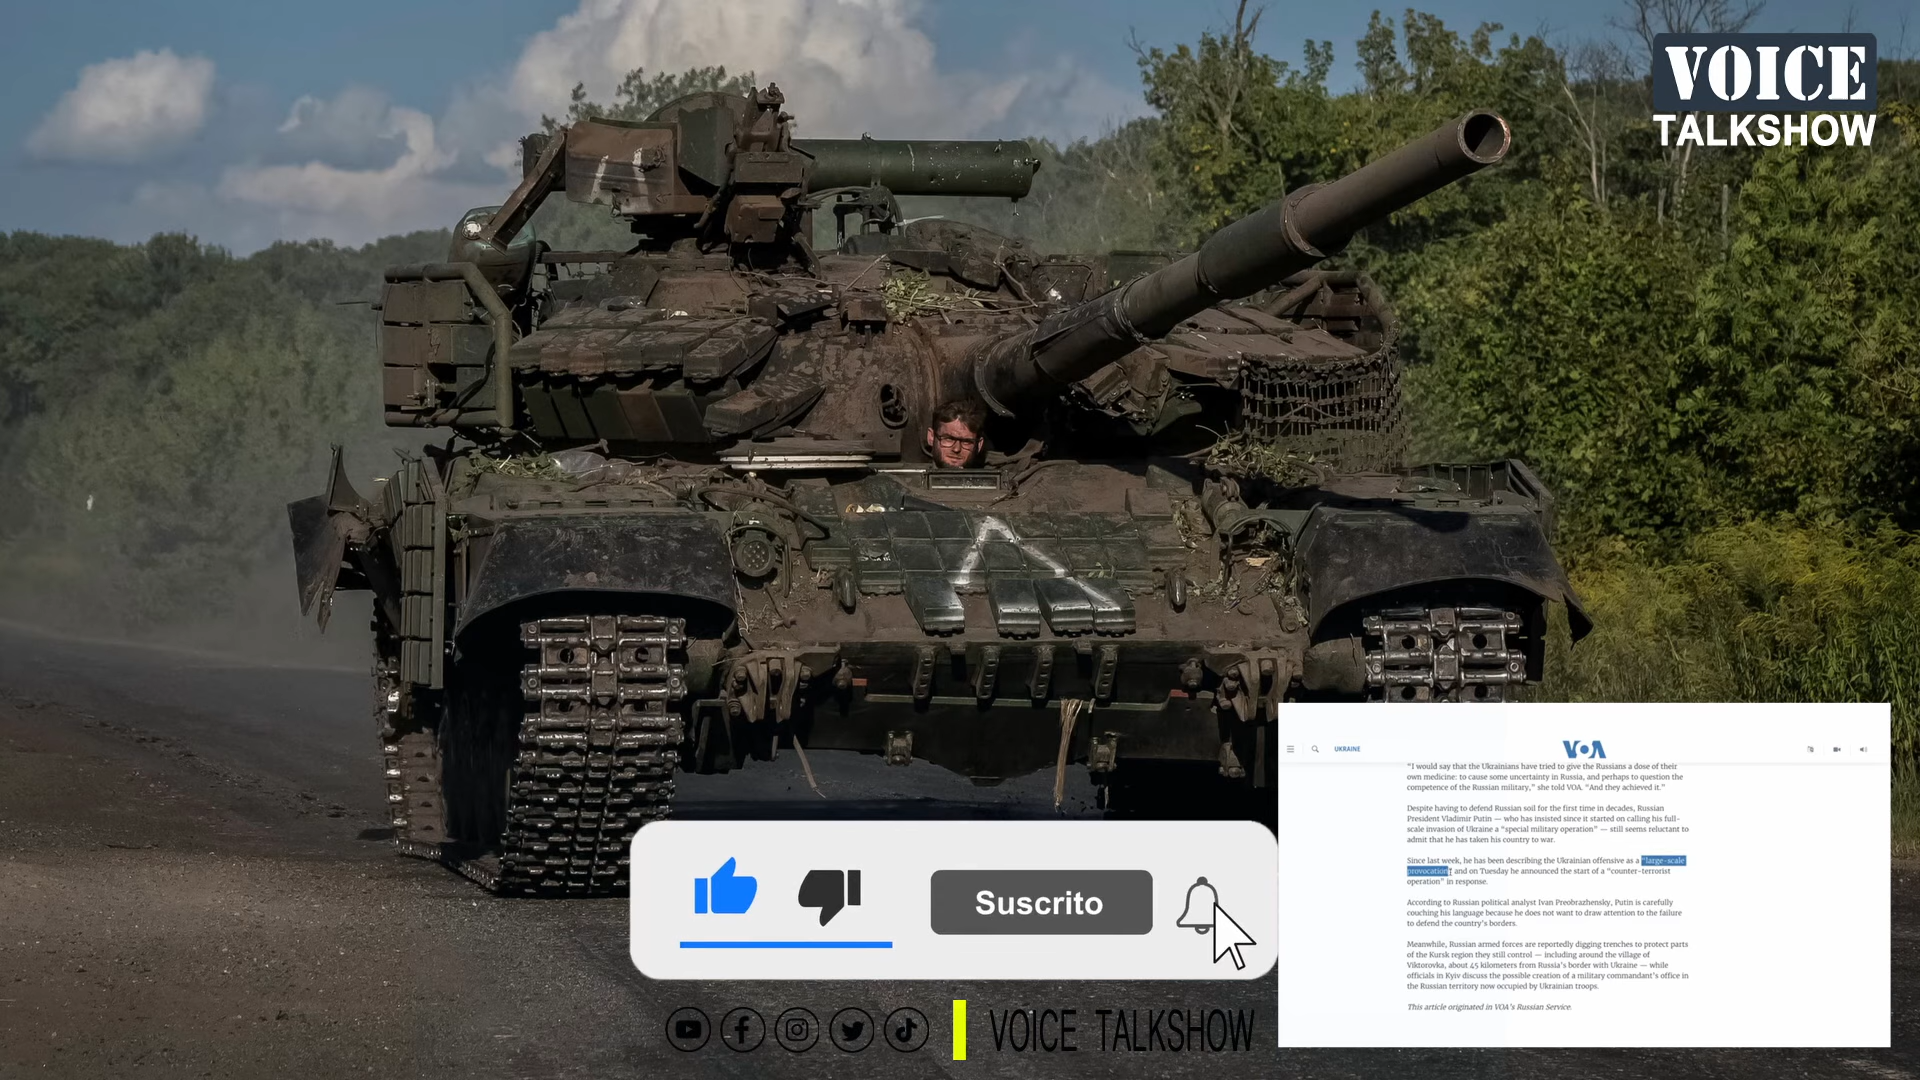 VOICE
TALKSHOW
UKRAINE
VOA
“I would say that the Ukrainians have tried to give the Russians a dose of their
own medicine: to cause some uncertainty in Russia, and perhaps to question the
competence of the Russian military,” she told VOA. “And they achieved it.”
Despite having to defend Russian soil for the first time in decades, Russian
President Vladimir Putin — who has insisted since it started on calling his full-
scale invasion of Ukraine a “special military operation” — still seems reluctant to
admit that he has taken his country to war.
Since last week, he has been describing the Ukrainian offensive as a “large-scale
provocation” and on Tuesday he announced the start of a “counter-terrorist
operation” in response.
According to Russian political analyst Ivan Preobrazhensky, Putin is carefully
couching his language because he does not want to draw attention to the failure
to defend the country's borders.
Meanwhile, Russian armed forces are reportedly digging trenches to protect parts
of the Kursk region they still control — including around the village of
Viktorovka, about 45 kilometers from Russia's border with Ukraine — while
officials in Kyiv discuss the possible creation of a military commandant's office in
the Russian territory now occupied by Ukrainian troops.
This article originated in VOA's Russian Service.
Suscrito
VOICE TALKSHOW